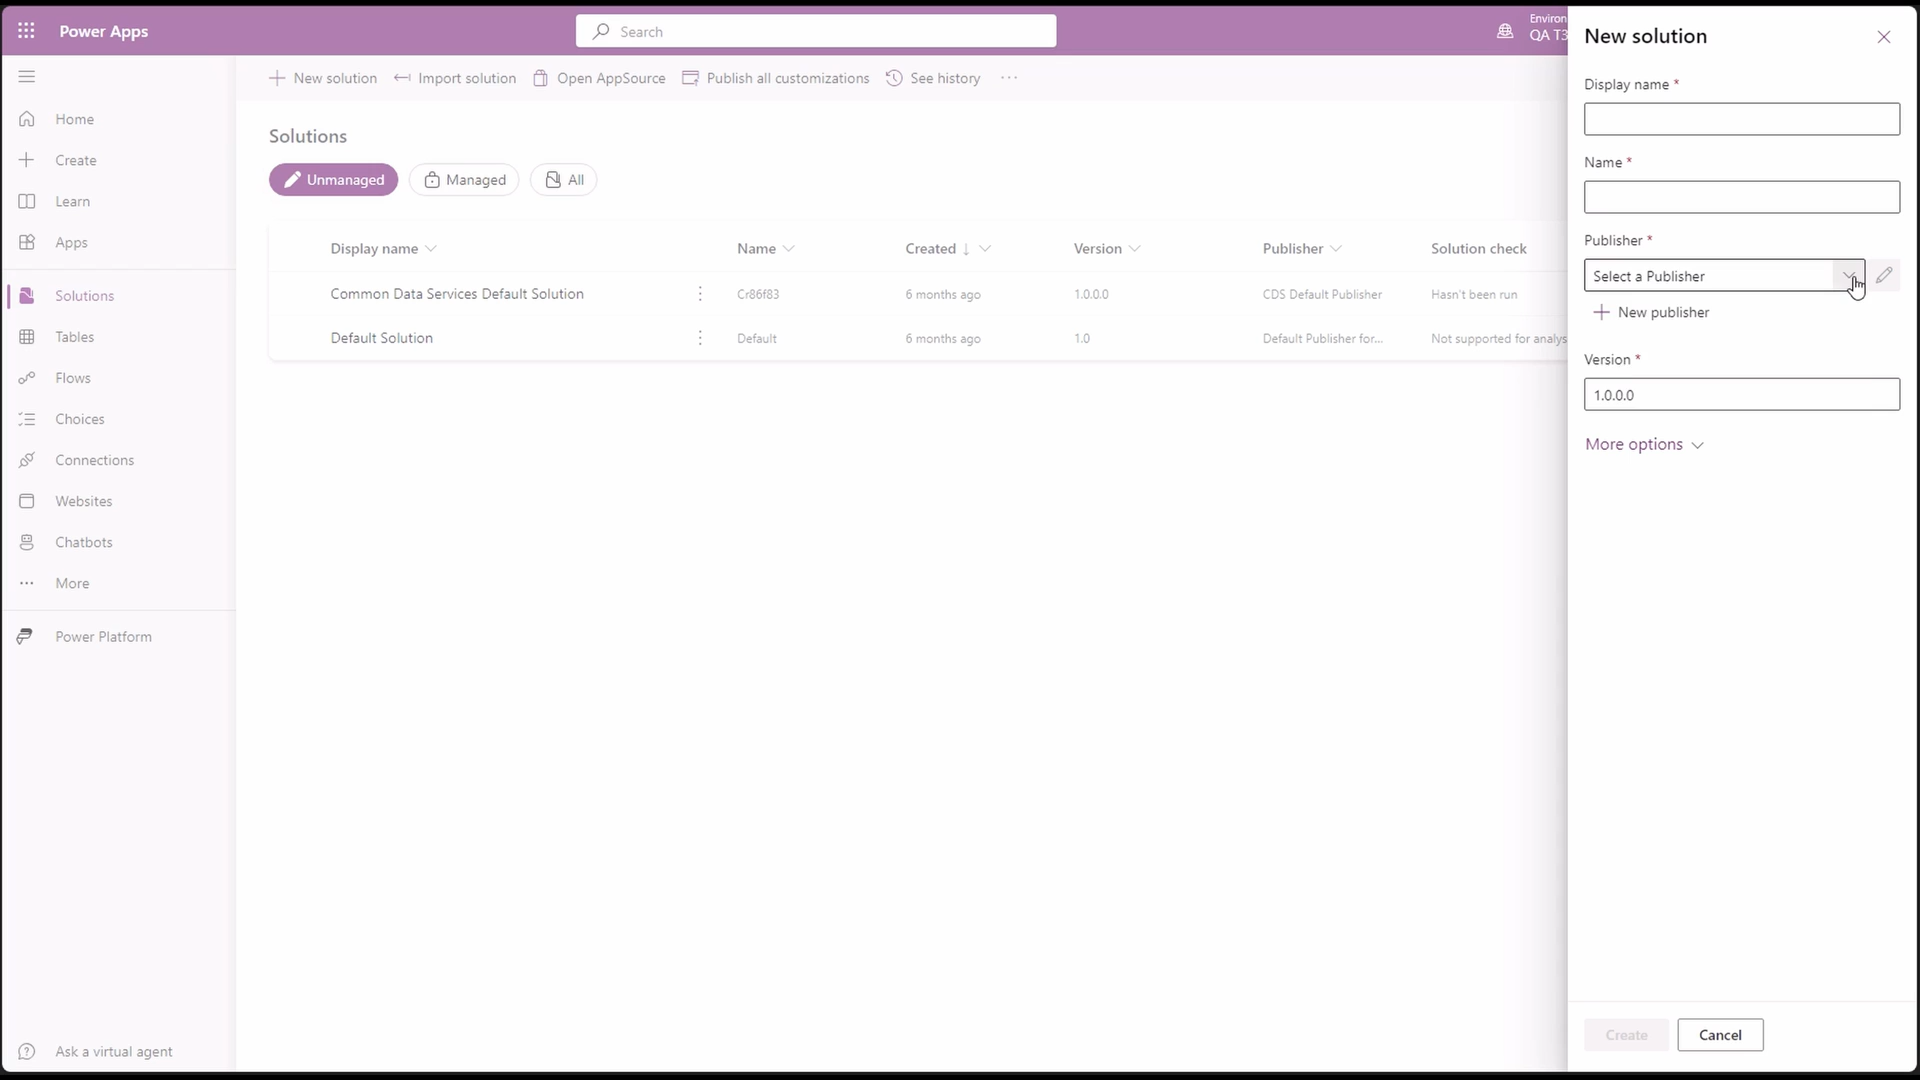 Power Apps
Search
Environ
QA T3
Home
Create
Learn
Apps
Solutions
Tables
Flows
Choices
Connections
Websites
Chatbots
More
Power Platform
Ask a virtual agent
New solution Import solution Open AppSource Publish all customizations See history
Solutions
Unmanaged Managed All
Display name Name Created Version Publisher Solution check
Common Data Services Default Solution Cr86f83 6 months ago 1.0.0.0 CDS Default Publisher Hasn't been run
Default Solution Default 6 months ago 1.0 Default Publisher for... Not supported for analys
New solution
Display name *
Name *
Publisher *
Select a Publisher
New publisher
Version *
1.0.0.0
More options
Create Cancel